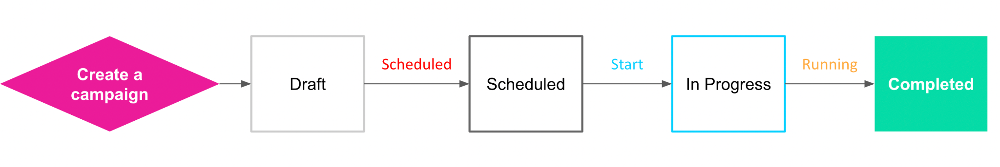 Create a
campaign
Draft
Scheduled
Scheduled
Start
In Progress
Running
Completed